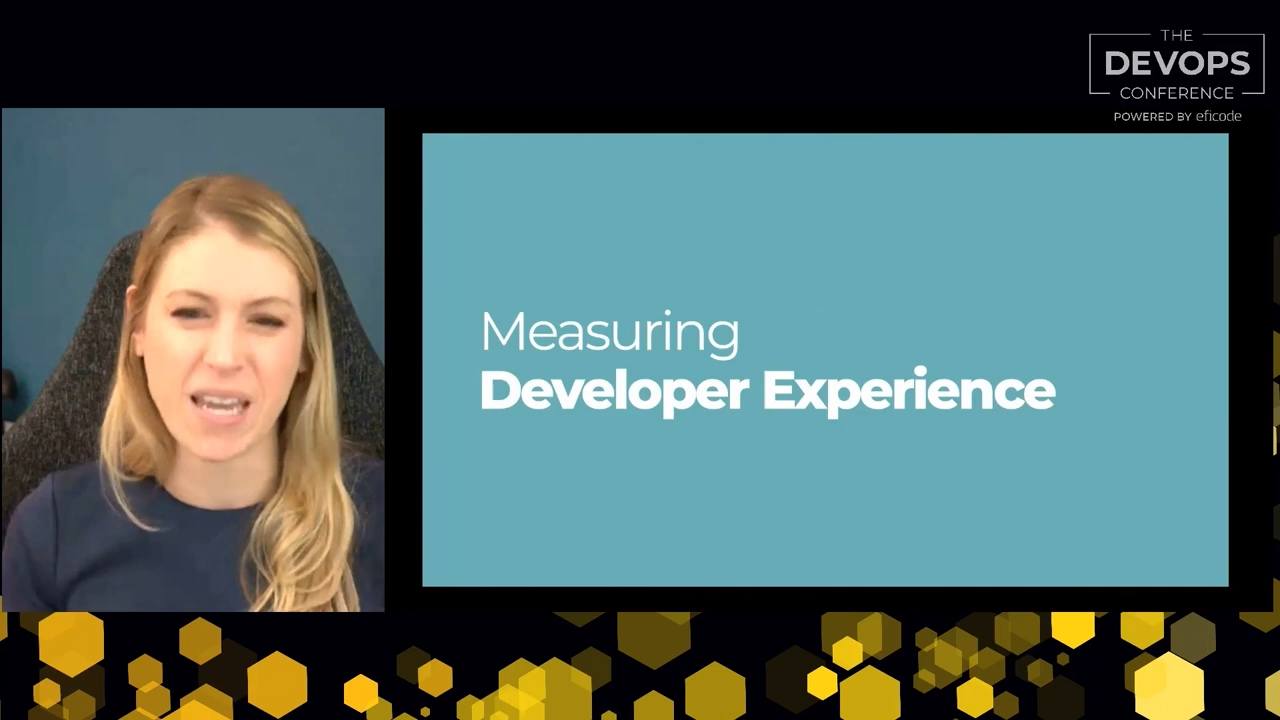 THE
DEVOPS
CONFERENCE
POWERED BY eficode
Measuring
Developer Experience